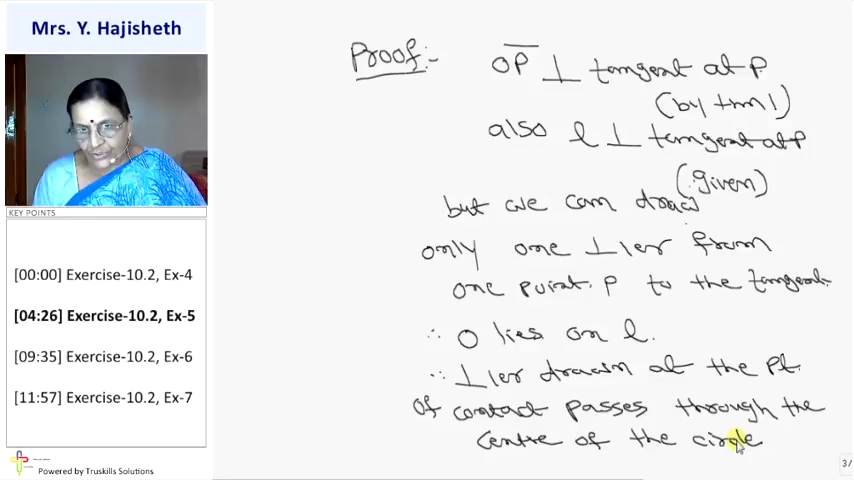 Mrs. Y. Hajisheth
KEY POINTS
[00:00] Exercise-10.2, Ex-4
[04:26] Exercise-10.2, Ex-5
[09:35] Exercise-10.2, Ex-6
[11:57] Exercise-10.2, Ex-7
Powered by Truskills Solutions
Proof:-
OP ⊥ tangent at P.
(by thm 1)
also l ⊥ tangent at P
(given)
but we can draw
only one ⊥ler from
one point. P to the tangent.
∴ O lies on l.
∴ ⊥ler drawn at the pt.
of contact passes through the
centre of the circle
3/